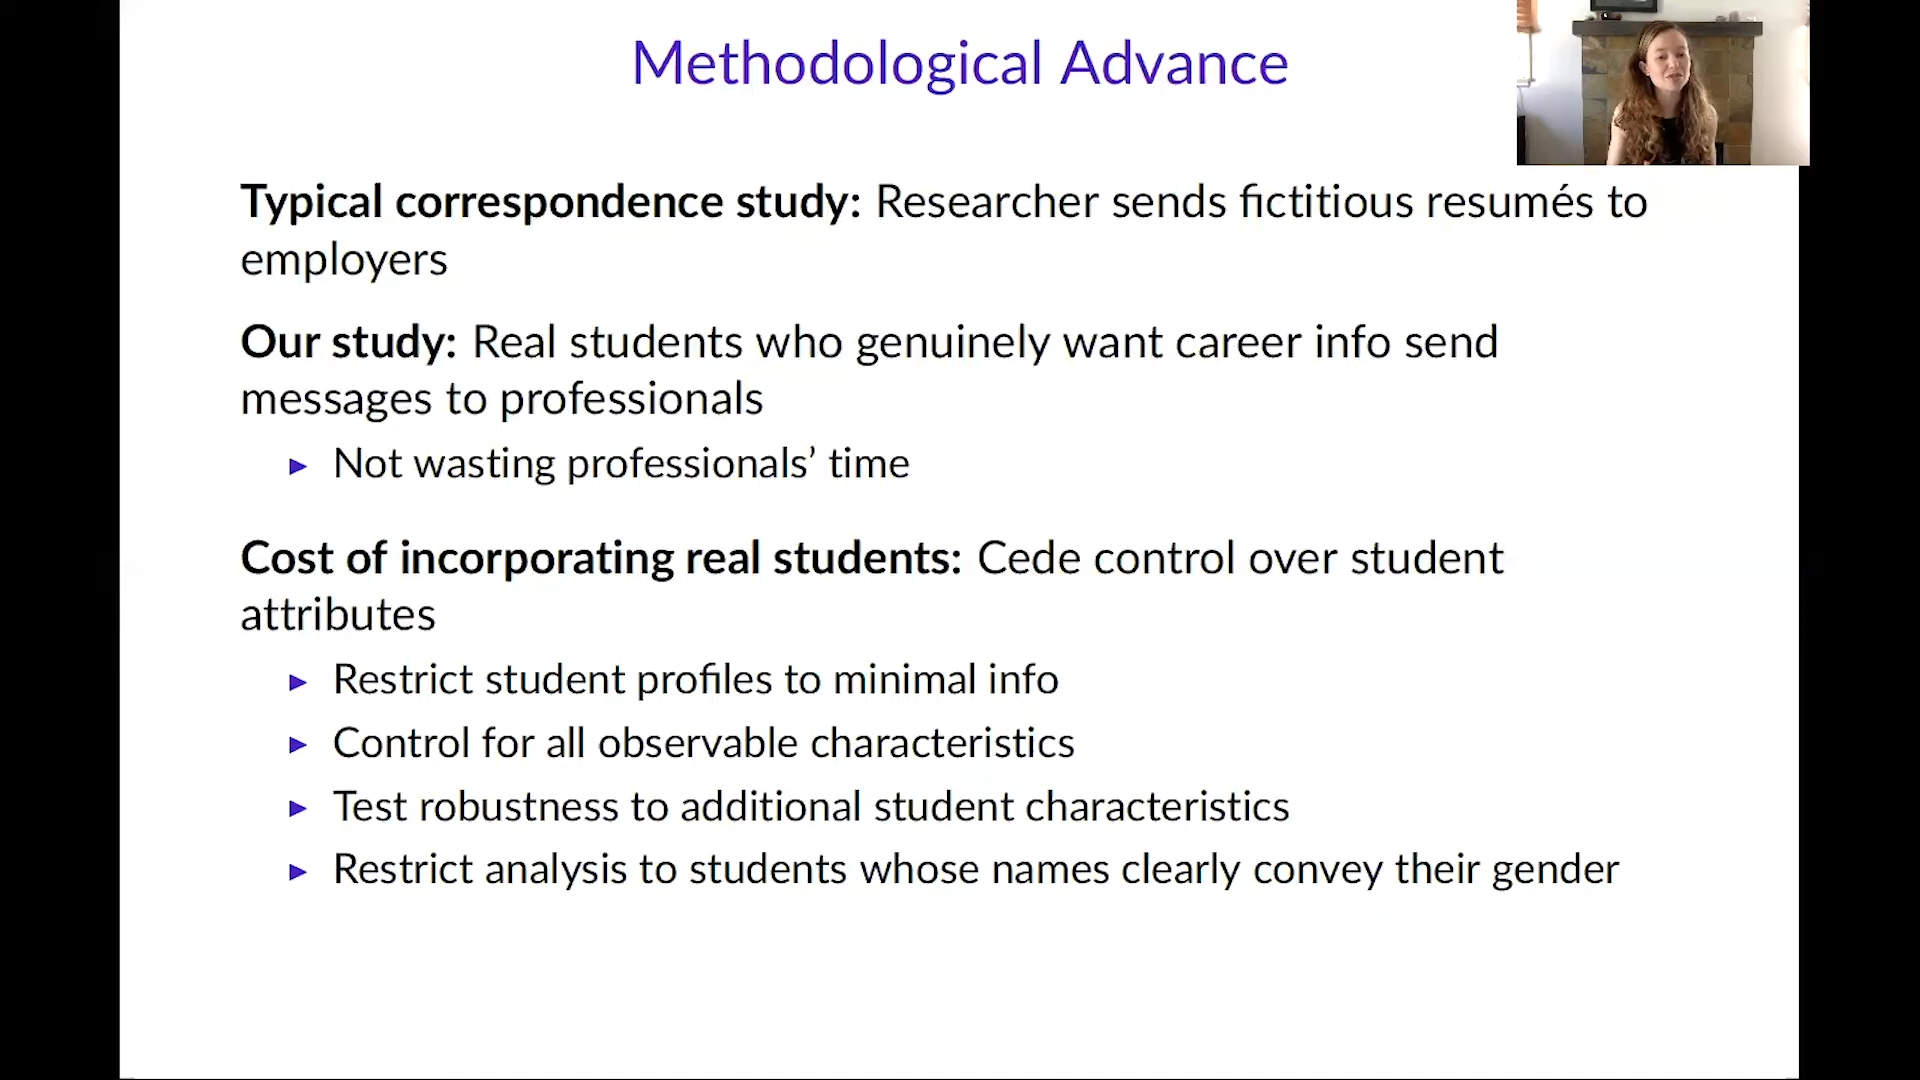 Methodological Advance
Typical correspondence study: Researcher sends fictitious resumés to
employers
Our study: Real students who genuinely want career info send
messages to professionals
► Not wasting professionals’ time
Cost of incorporating real students: Cede control over student
attributes
► Restrict student profiles to minimal info
► Control for all observable characteristics
► Test robustness to additional student characteristics
► Restrict analysis to students whose names clearly convey their gender